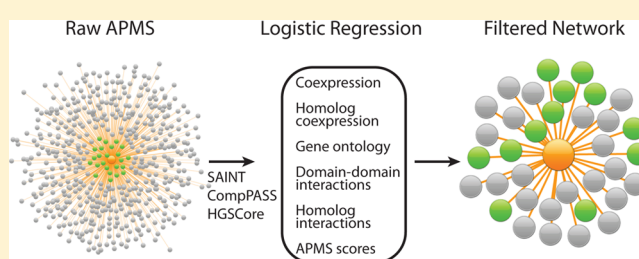 Raw APMS
Logistic Regression
Filtered Network
SAINT
CompPASS
HGSCore
Coexpression
Homolog
coexpression
Gene ontology
Domain-domain
interactions
Homolog
interactions
APMS scores